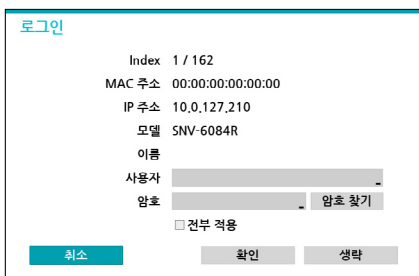 로그인
Index 1 / 162
MAC 주소 00:00:00:00:00:00
IP 주소 10.0.127.210
모델 SNV-6084R
이름
사용자
암호 암호 찾기
전부 적용
취소 확인 생략